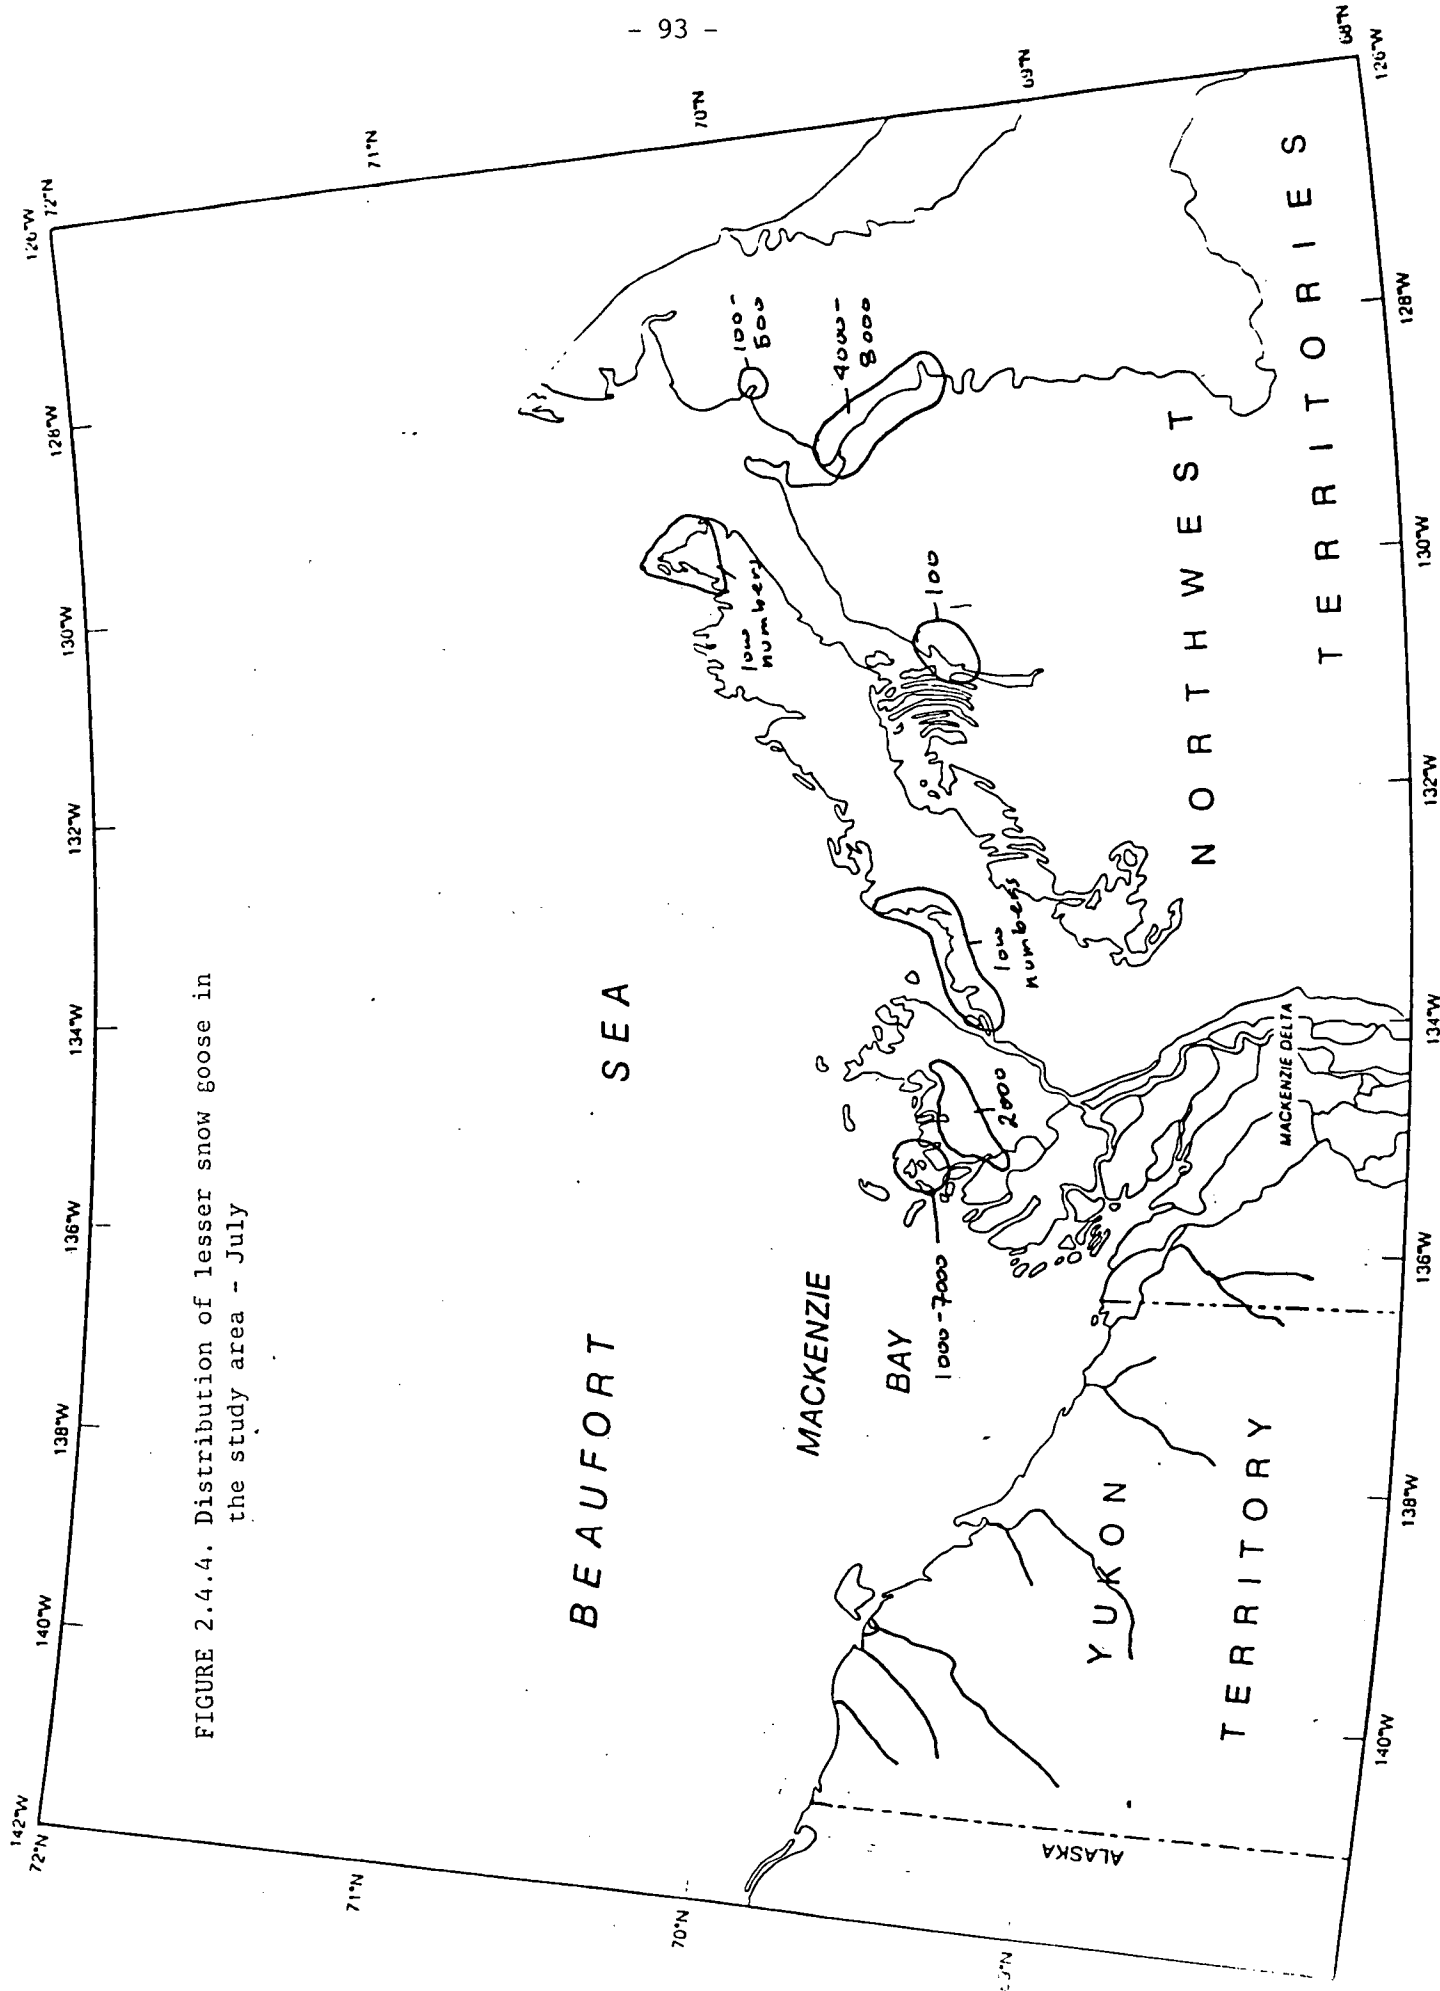 - 93 -
FIGURE 2.4.4. Distribution of lesser snow goose in
the study area - July
142°W
140°W
138°W
136°W
134°W
132°W
130°W
128°W
126°W
72°N
72°N
71°N
71°N
70°N
70°N
69°N
68°N
BEAUFORT SEA
MACKENZIE
BAY
1000-7000
2000
low
numbers
low
numbers
100
4000-
8000
100-
500
MACKENZIE DELTA
NORTHWEST
TERRITORIES
YUKON
TERRITORY
ALASKA
140°W
138°W
136°W
134°W
132°W
130°W
128°W
126°W